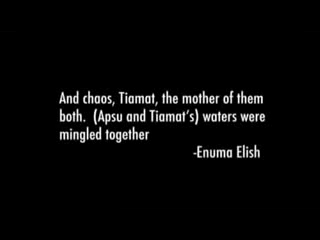 And chaos, Tiamat, the mother of them
both.  (Apsu and Tiamat's) waters were
mingled together
-Enuma Elish